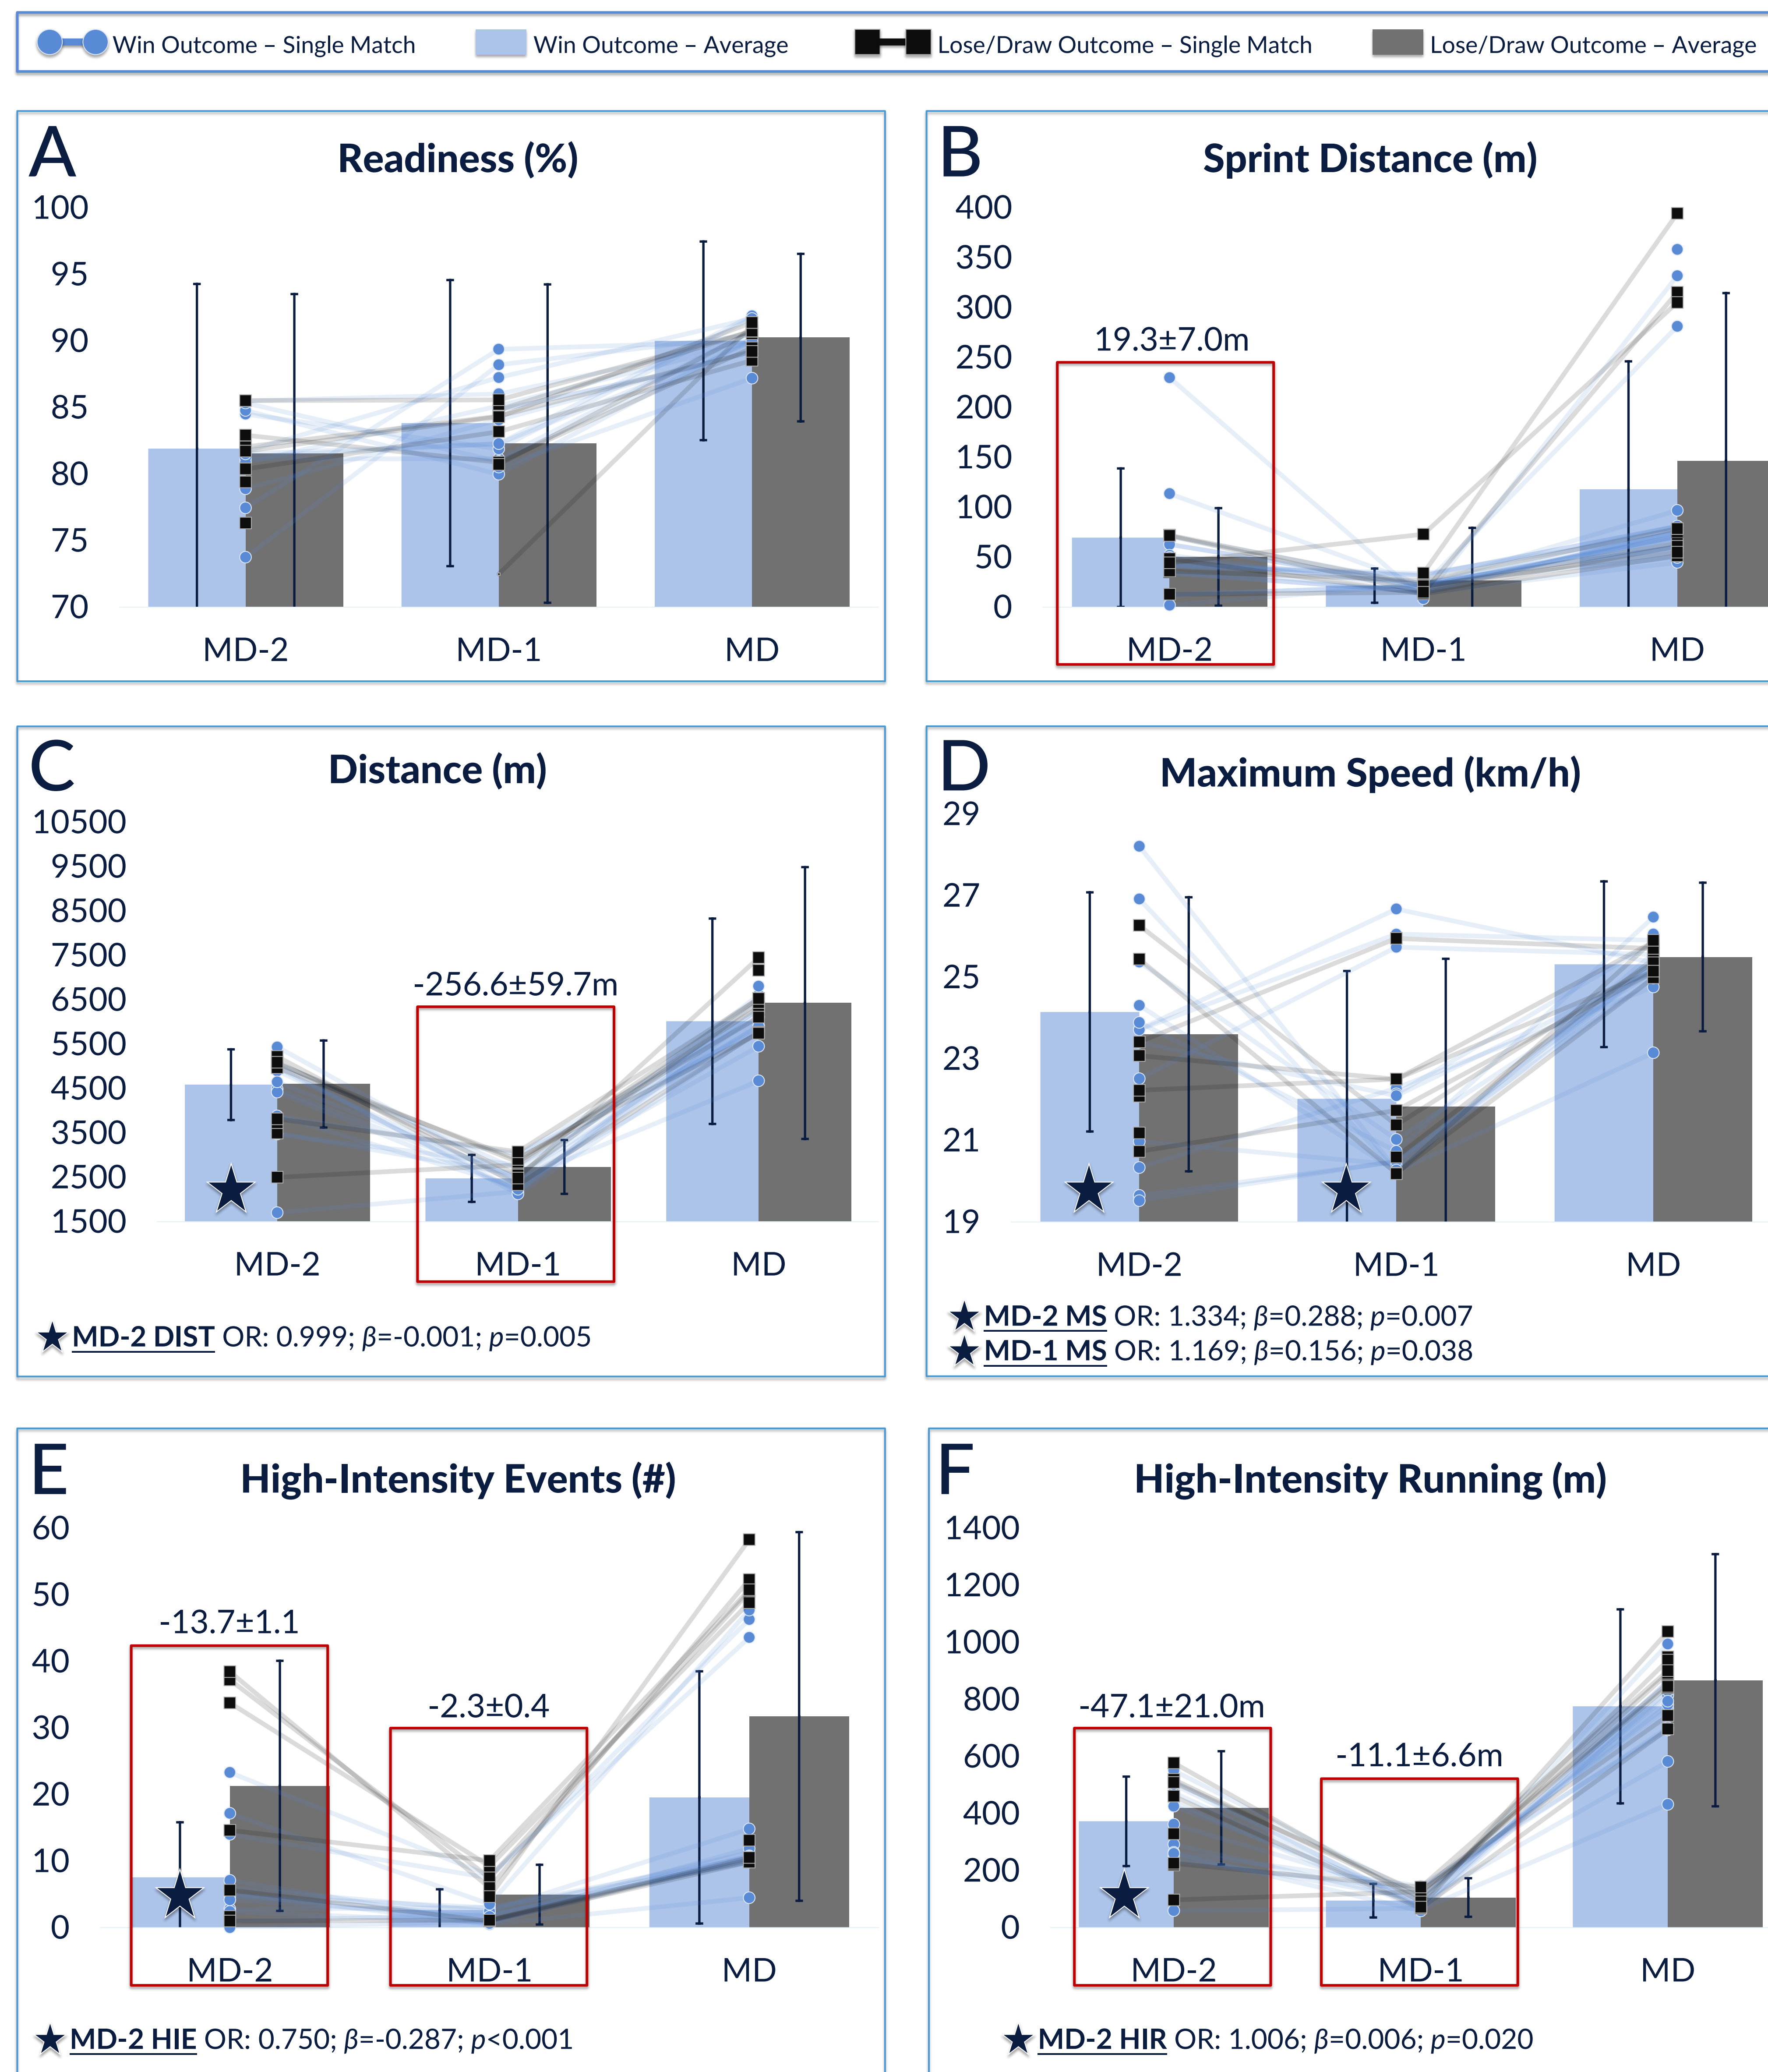 Win Outcome – Single Match Win Outcome – Average Lose/Draw Outcome – Single Match Lose/Draw Outcome – Average
A
Readiness (%)
100
95
90
85
80
75
70
MD-2 MD-1 MD
B
Sprint Distance (m)
400
350
300
250
200
150
100
50
0
19.3±7.0m
MD-2 MD-1 MD
C
Distance (m)
10500
9500
8500
7500
6500
5500
4500
3500
2500
1500
-256.6±59.7m
MD-2 MD-1 MD
★ MD-2 DIST OR: 0.999; β=-0.001; p=0.005
D
Maximum Speed (km/h)
29
27
25
23
21
19
MD-2 MD-1 MD
★ MD-2 MS OR: 1.334; β=0.288; p=0.007
★ MD-1 MS OR: 1.169; β=0.156; p=0.038
E
High-Intensity Events (#)
60
50
40
30
20
10
0
-13.7±1.1
-2.3±0.4
MD-2 MD-1 MD
★ MD-2 HIE OR: 0.750; β=-0.287; p<0.001
F
High-Intensity Running (m)
1400
1200
1000
800
600
400
200
0
-47.1±21.0m
-11.1±6.6m
MD-2 MD-1 MD
★ MD-2 HIR OR: 1.006; β=0.006; p=0.020